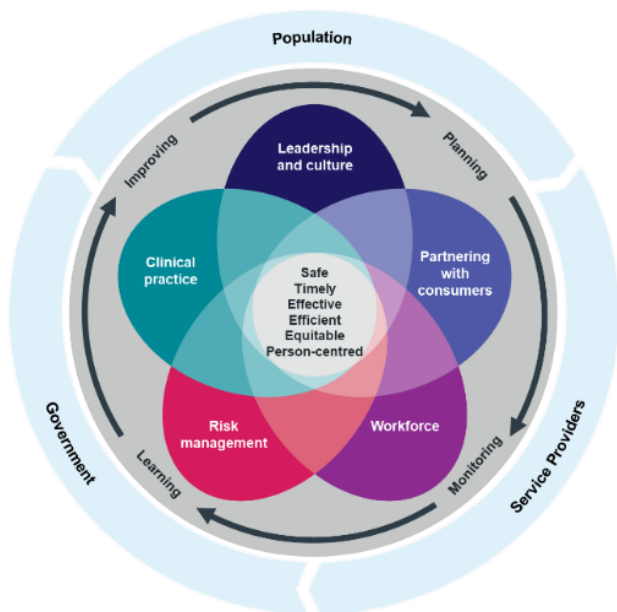 Population
Improving
Planning
Leadership
and culture
Clinical
practice
Partnering
with
consumers
Safe
Timely
Effective
Efficient
Equitable
Person-centred
Risk
management
Workforce
Government
Learning
Monitoring
Service Providers